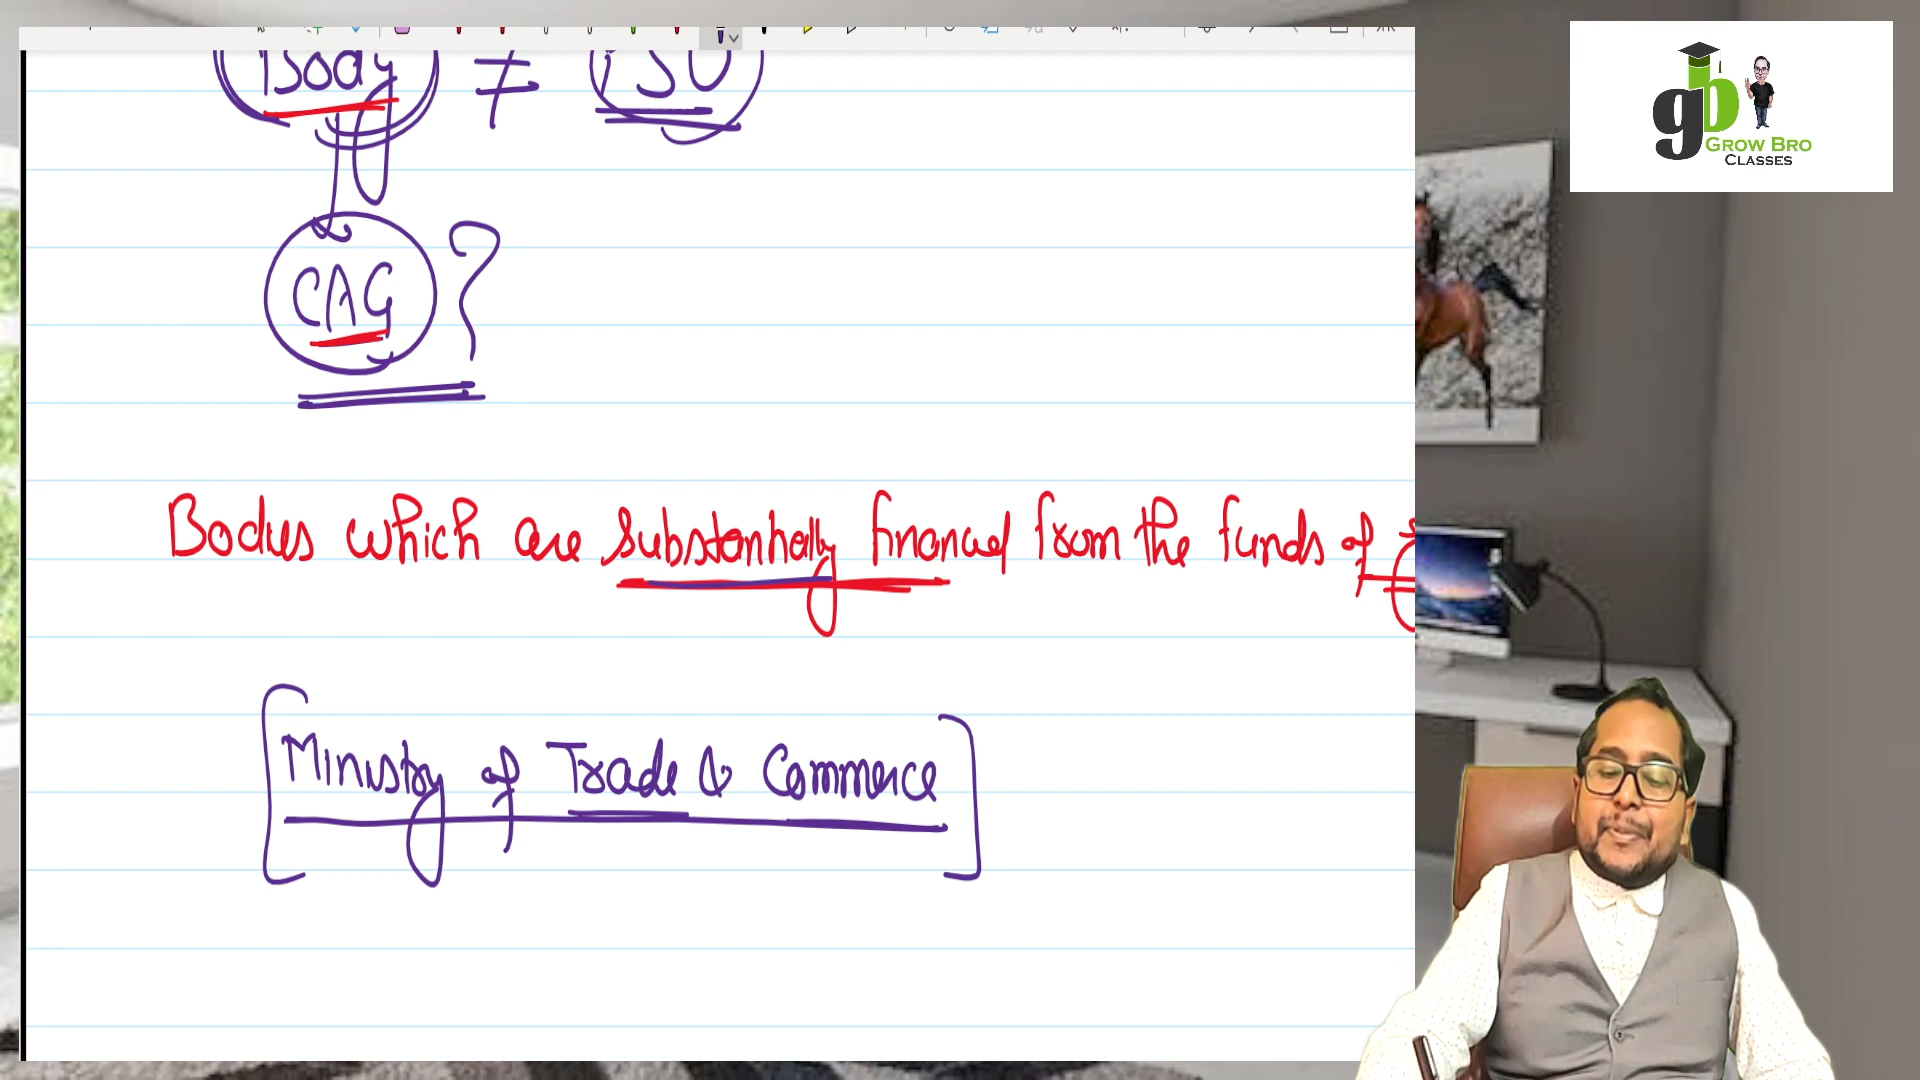 Body ≠ PSU
CAG ?
Bodies which are substantially financed from the funds of
[Ministry of Trade & Commerce]
gb
GROW BRO
CLASSES